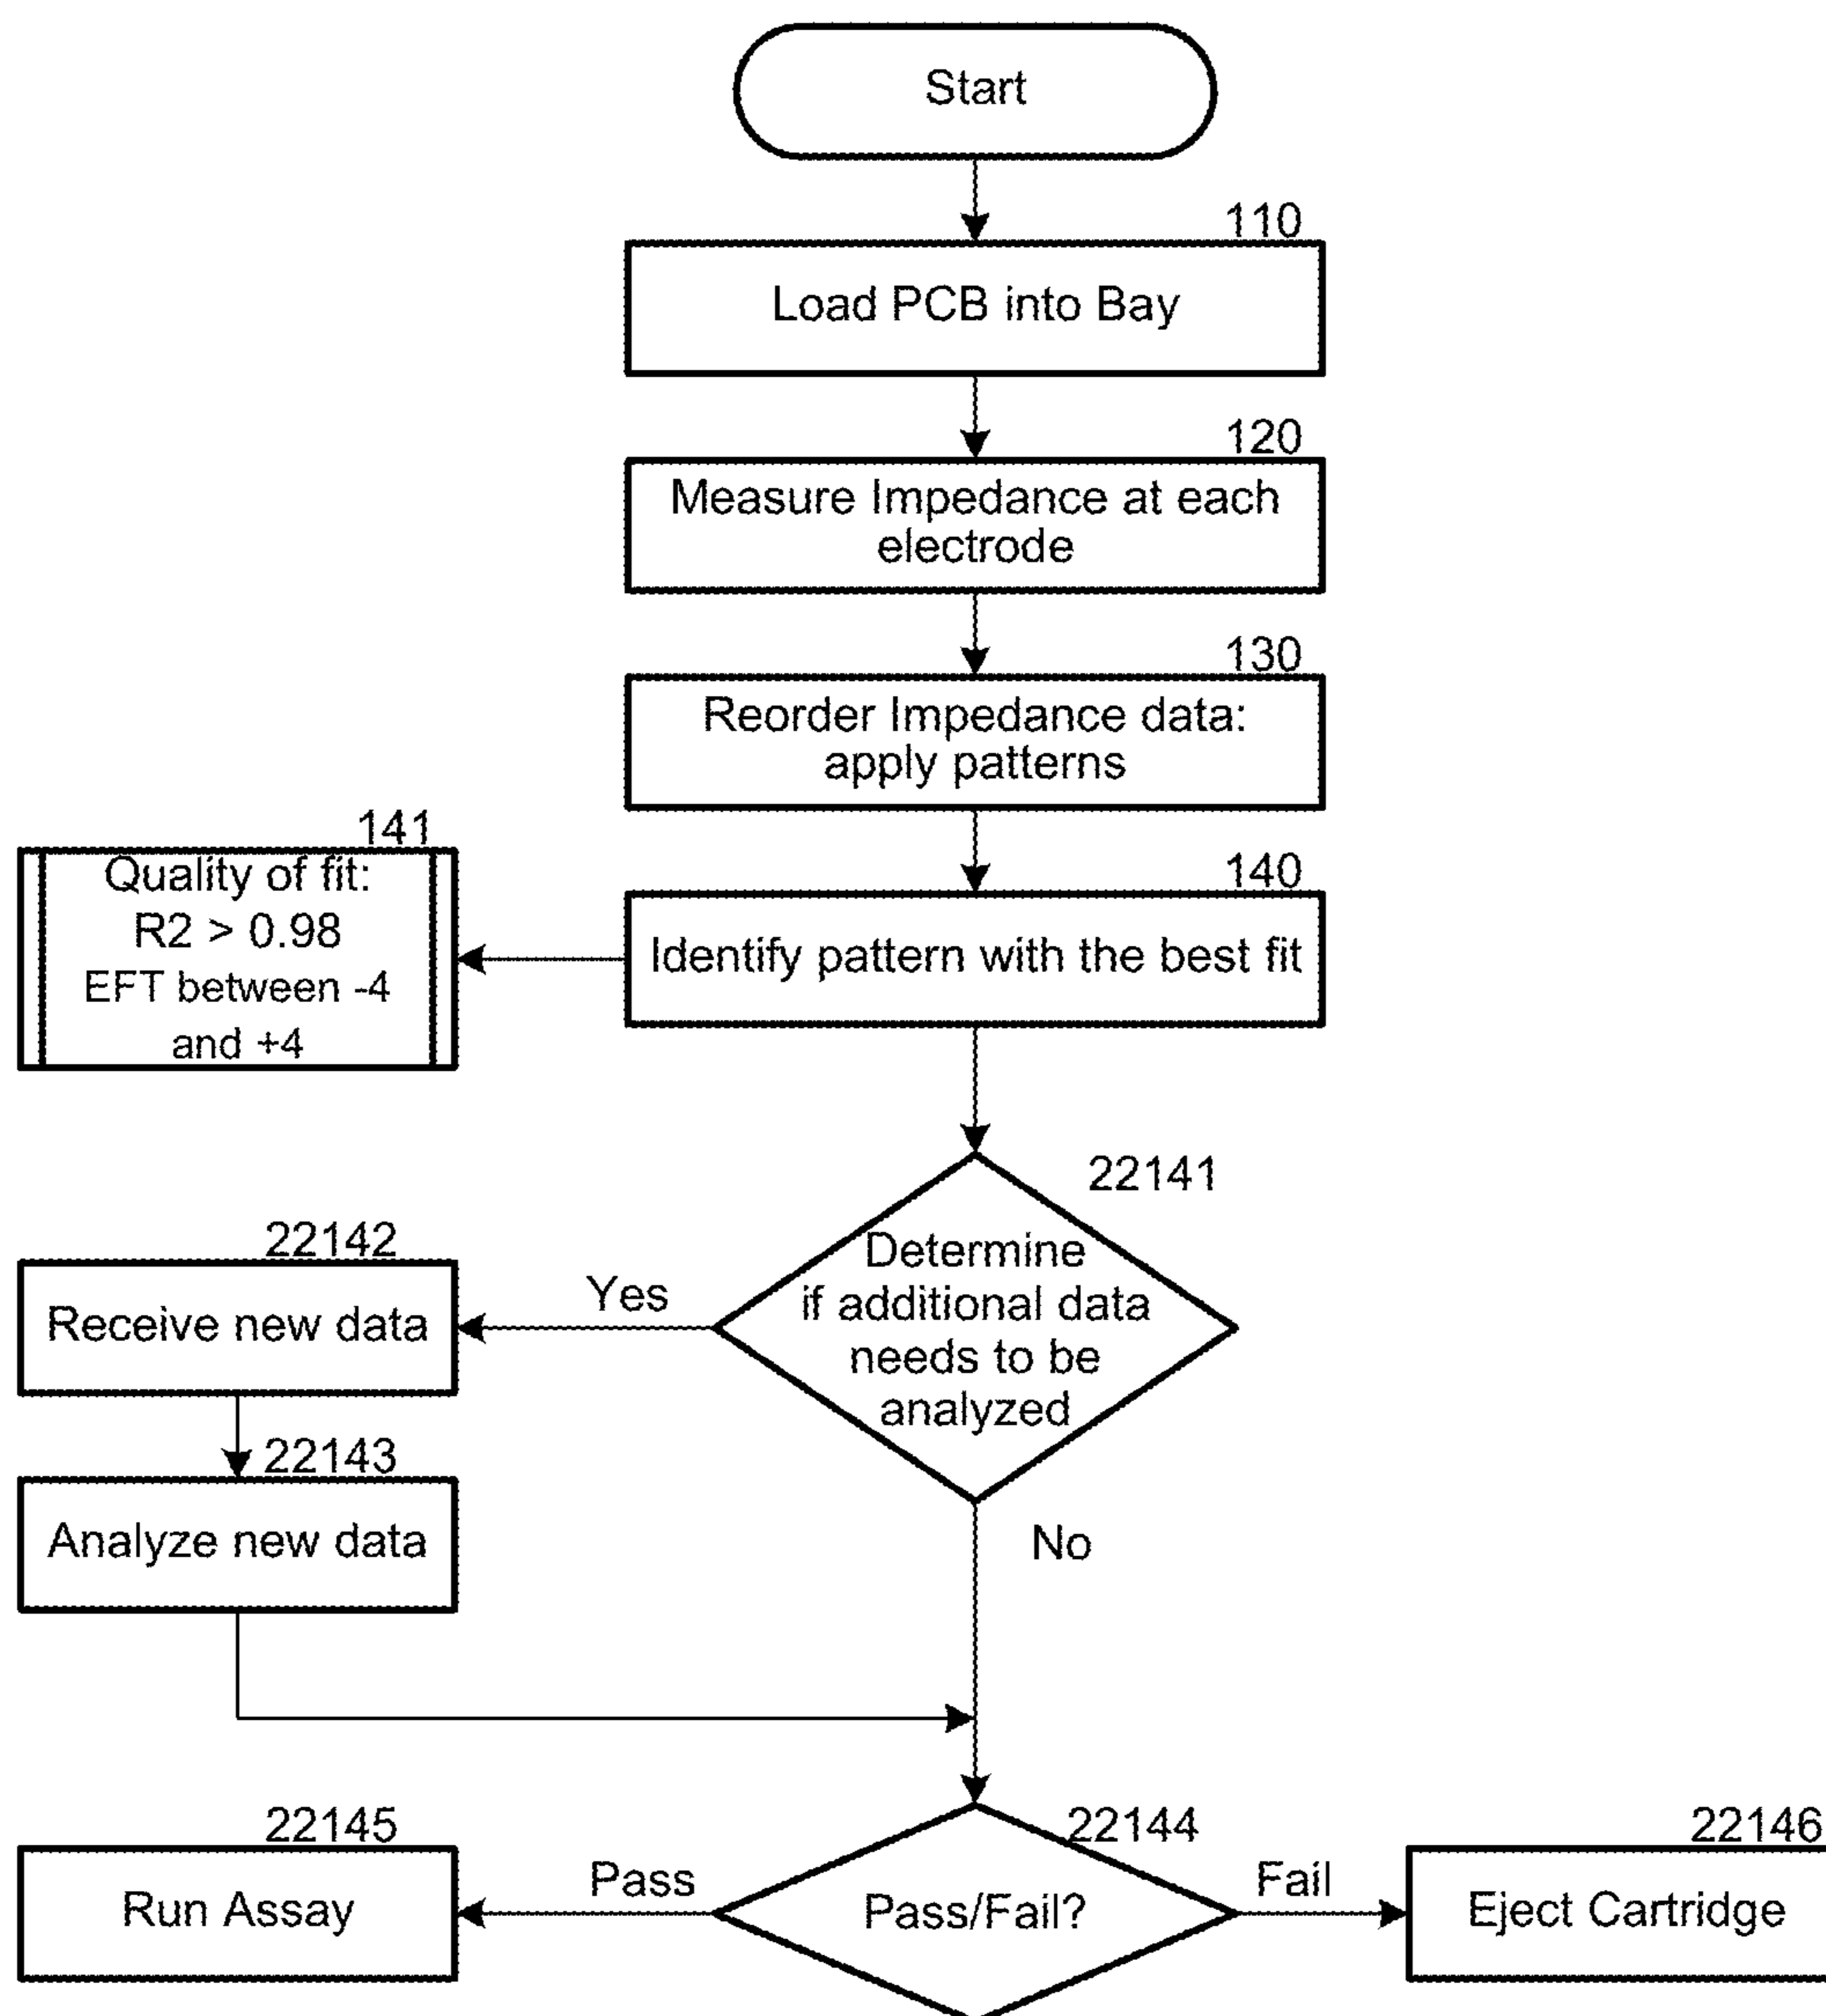 Start
110
Load PCB into Bay
120
Measure Impedance at each
electrode
130
Reorder Impedance data:
apply patterns
141
Quality of fit:
R2 > 0.98
EFT between -4
and +4
140
Identify pattern with the best fit
22141
Determine
if additional data
needs to be
analyzed
Yes
22142
Receive new data
22143
Analyze new data
No
22145
Run Assay
Pass
22144
Pass/Fail?
Fail
22146
Eject Cartridge